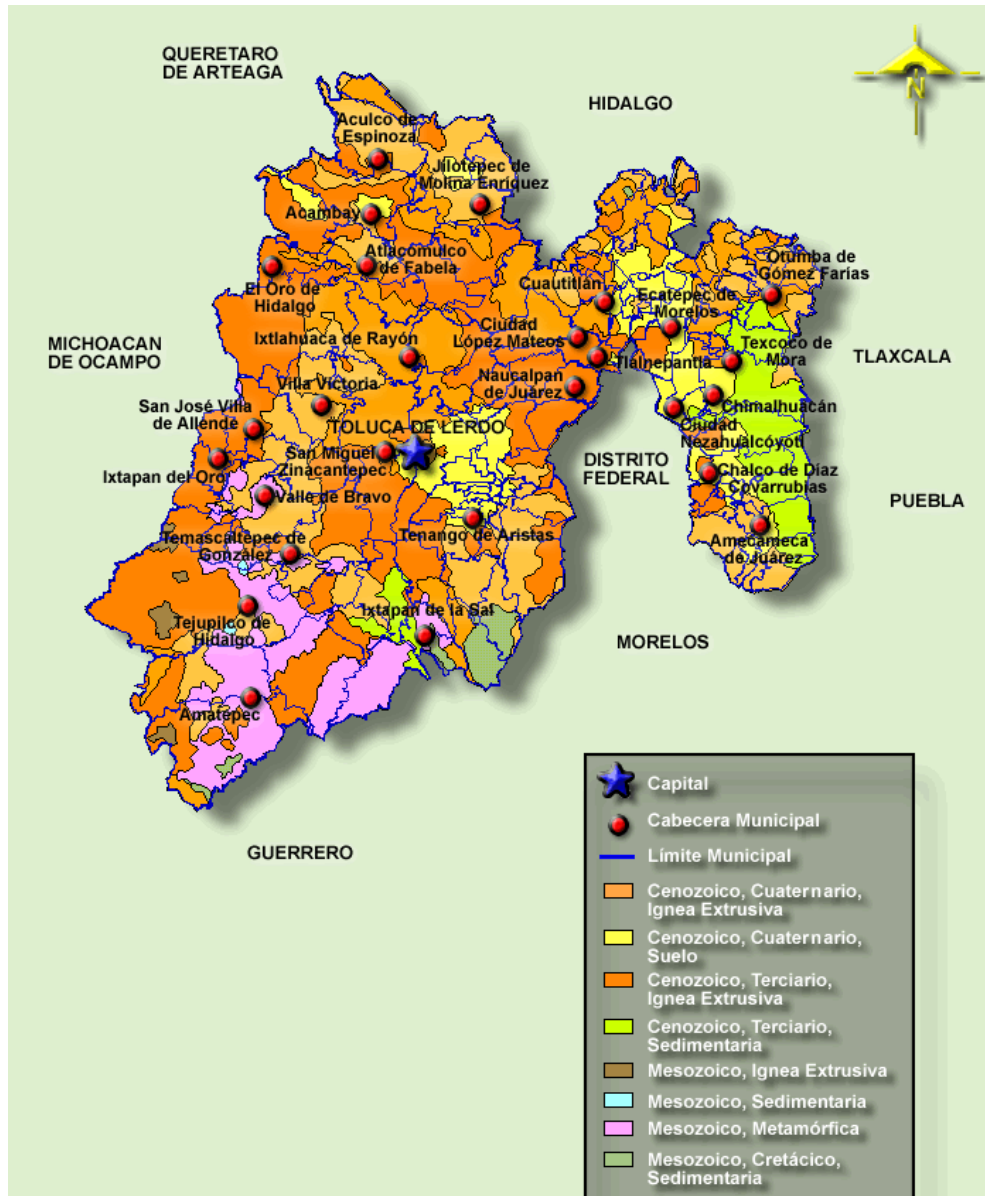 QUERETARO
DE ARTEAGA
HIDALGO
N
Aculco de
Espinoza
Jilotepec de
Molina Enríquez
Acambay
Atlacomulco
de Fabela
El Oro de
Hidalgo
Cuautitlán
Otumba de
Gómez Farías
Ecatepec de
Morelos
Ixtlahuaca de Rayón
Ciudad
López Mateos
MICHOACAN
DE OCAMPO
Tlalnepantla
Texcoco de
Mora
TLAXCALA
Villa Victoria
Naucalpan
de Juárez
San José Villa
de Allende
TOLUCA DE LERDO
Chimalhuacán
Ciudad
Nezahualcóyotl
San Miguel
Zinacantepec
Ixtapan del Oro
DISTRITO
FEDERAL
Chalco de Díaz
Covarrubias
Valle de Bravo
PUEBLA
Temascaltepec de
González
Tenango de Aristas
Amecameca
de Juárez
Ixtapan de la Sal
Tejupilco de
Hidalgo
MORELOS
Amatepec
GUERRERO
Capital
Cabecera Municipal
Límite Municipal
Cenozoico, Cuaternario,
Ignea Extrusiva
Cenozoico, Cuaternario,
Suelo
Cenozoico, Terciario,
Ignea Extrusiva
Cenozoico, Terciario,
Sedimentaria
Mesozoico, Ignea Extrusiva
Mesozoico, Sedimentaria
Mesozoico, Metamórfica
Mesozoico, Cretácico,
Sedimentaria